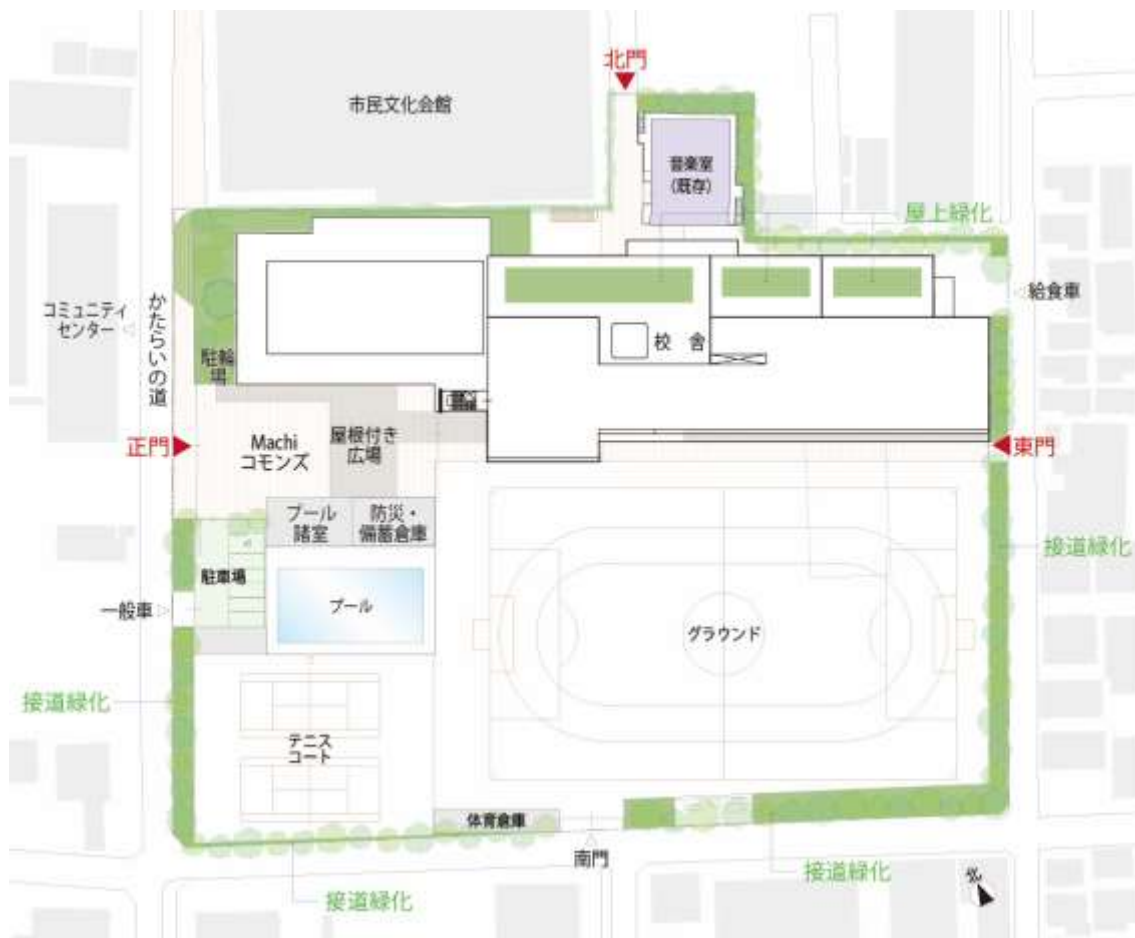 北門
市民文化会館
音楽室
(既存)
屋上緑化
給食車
コミュニティ
センター
かたらいの道
駐輪
場
校 舎
正門
Machi
コモンズ
屋根付き
広場
東門
プール
諸室
防災・
備蓄倉庫
接道緑化
駐車場
一般車
プール
グラウンド
接道緑化
テニス
コート
体育倉庫
南門
接道緑化
接道緑化
北